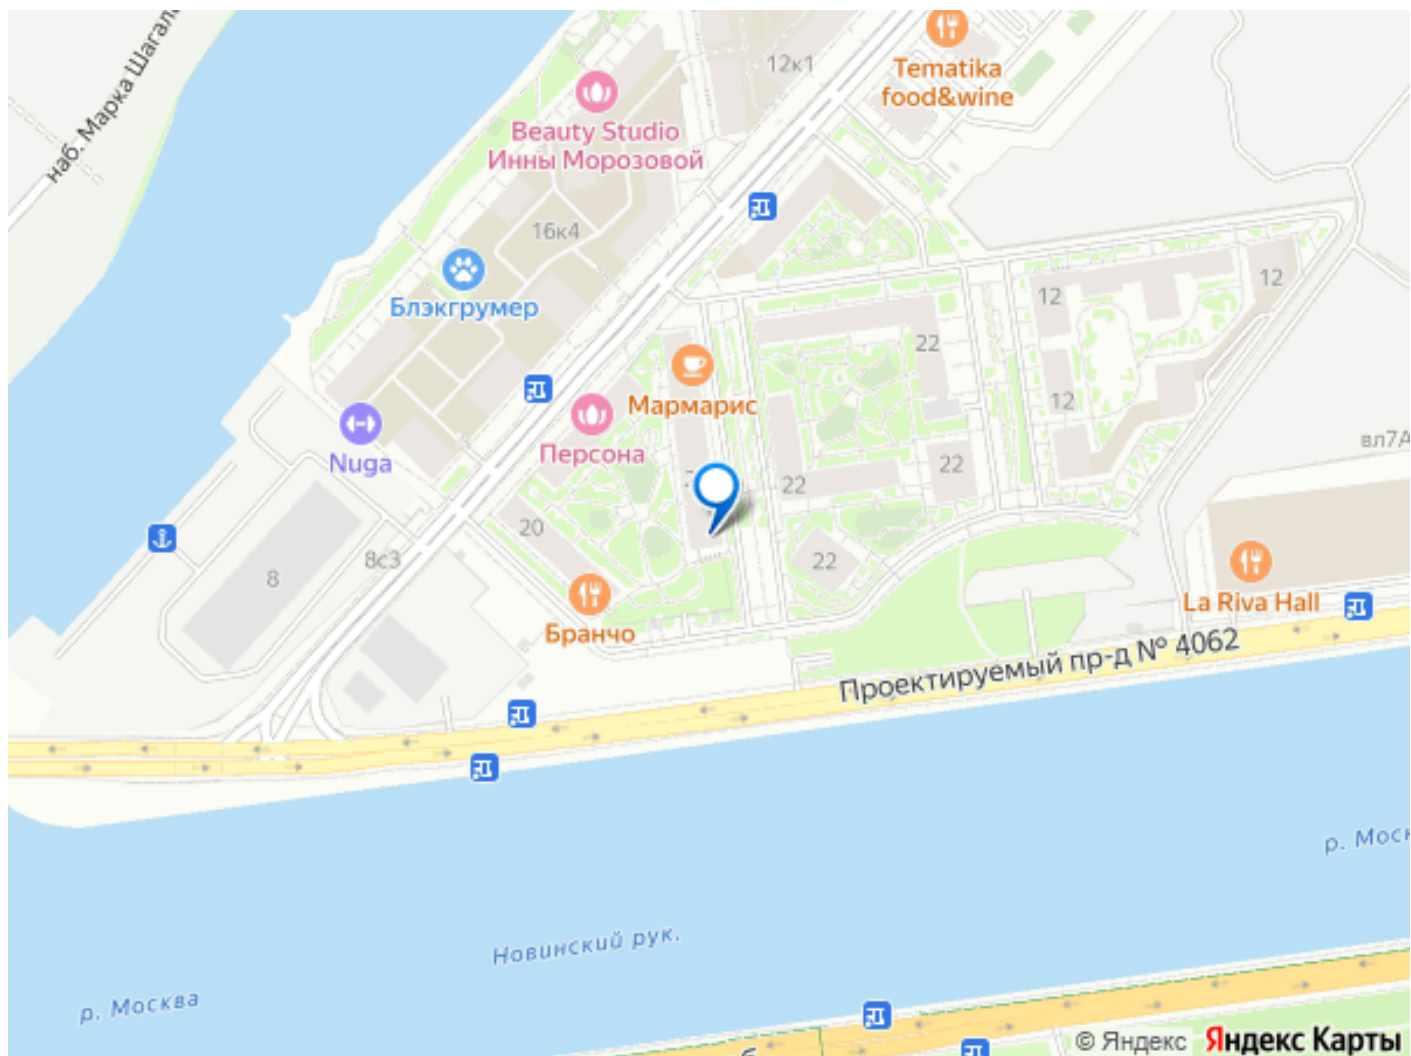 наб. Марка Шагал
12к1
Tematika
food&wine
Beauty Studio
Инны Морозовой
16к4
Блэкгрумер
12
12
22
Мармарис
12
Персона
вл7А
Nuga
22
22
20
8с3
22
8
La Riva Hall
Бранчо
Проектируемый пр-д № 4062
р. Моск
Новинский рук.
р. Москва
© Яндекс
Яндекс Карты